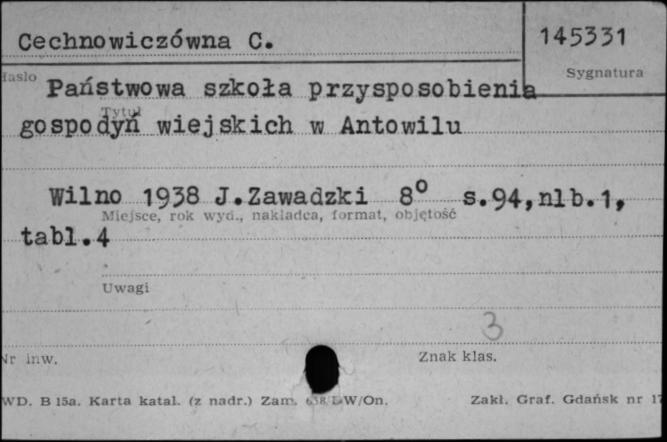 Cechnowiczówna C.
145331
Hasło
Sygnatura
Państwowa szkoła przysposobienia
Tytuł
gospodyń wiejskich w Antowilu
Wilno 1938 J.Zawadzki 8° s.94,nlb.1,
Miejsce, rok wyd., nakładca, format, objętość
tabl.4
Uwagi
3
Nr inw.
Znak klas.
WD. B 15a. Karta katal. (z nadr.) Zam. W/On.
Zakł. Graf. Gdańsk nr 17